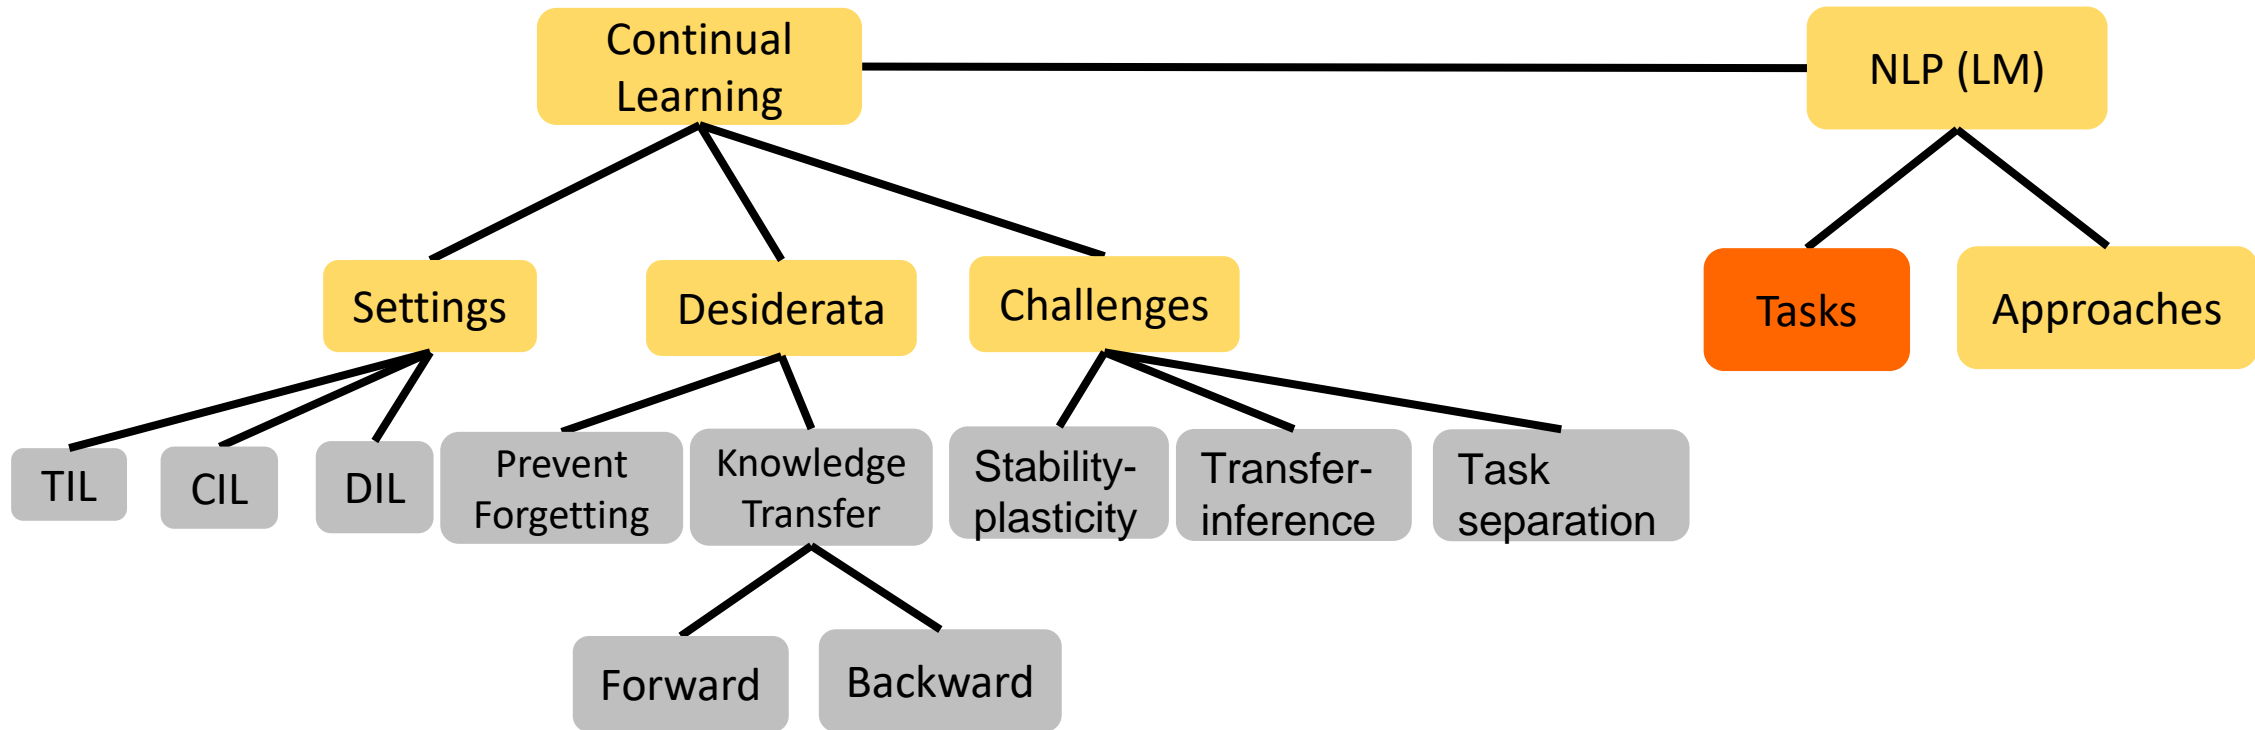 Continual
Learning
NLP (LM)
Settings
Desiderata
Challenges
Tasks
Approaches
TIL
CIL
DIL
Prevent
Forgetting
Knowledge
Transfer
Stability-
plasticity
Transfer-
inference
Task
separation
Forward
Backward